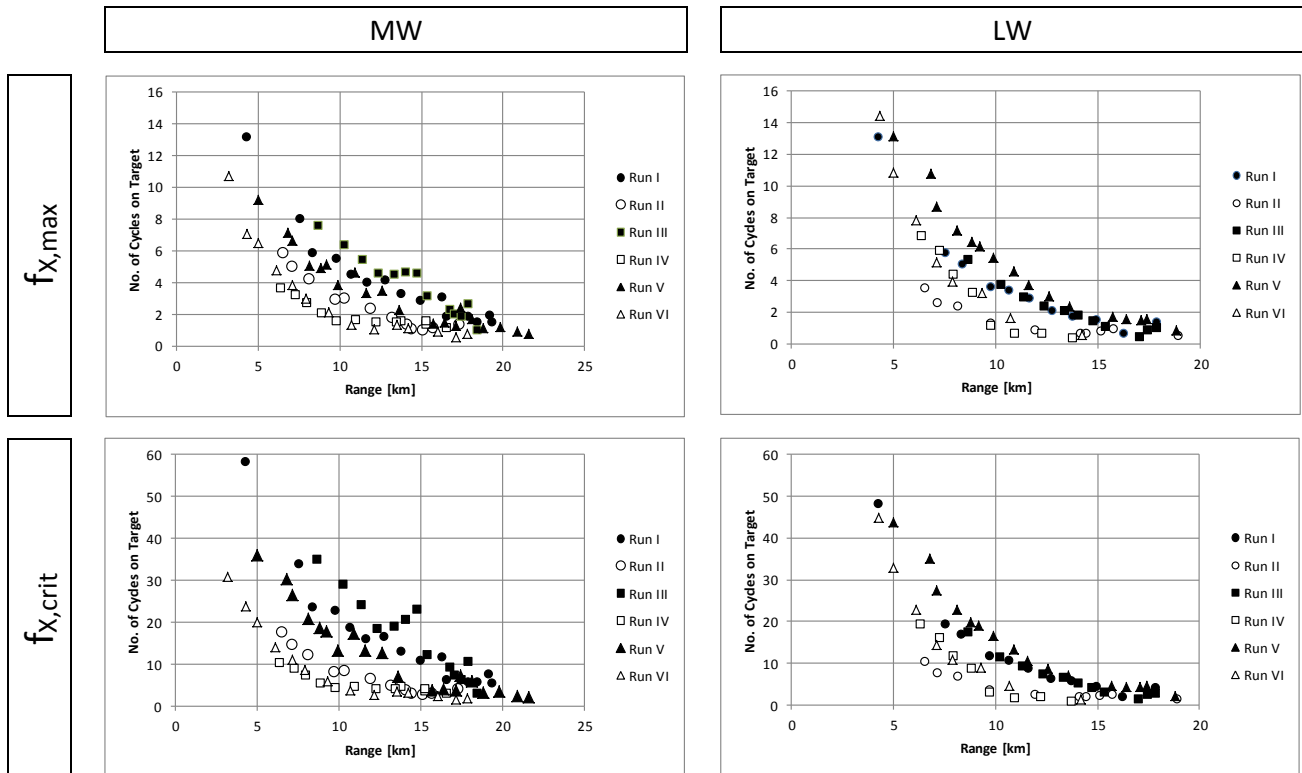 MW
LW
fx,max
fx,crit
No. of Cycles on Target
16
14
12
10
8
6
4
2
0
0 5 10 15 20 25
Range [km]
Run I
Run II
Run III
Run IV
Run V
Run VI
No. of Cycles on Target
16
14
12
10
8
6
4
2
0
0 5 10 15 20
Range [km]
Run I
Run II
Run III
Run IV
Run V
Run VI
No. of Cycles on Target
60
50
40
30
20
10
0
0 5 10 15 20 25
Range [km]
Run I
Run II
Run III
Run IV
Run V
Run VI
No. of Cycles on Target
60
50
40
30
20
10
0
0 5 10 15 20
Range [km]
Run I
Run II
Run III
Run IV
Run V
Run VI